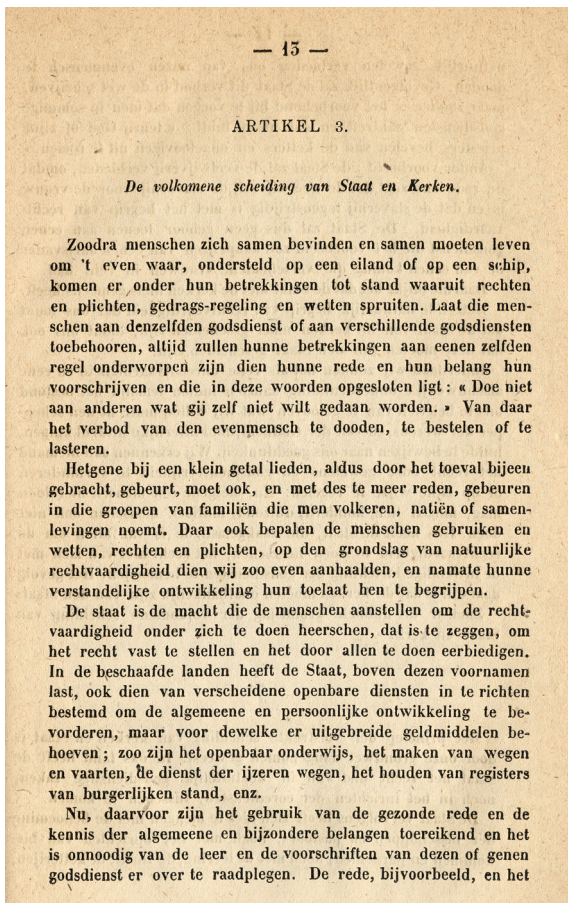 — 13 —
ARTIKEL 3.
De volkomene scheiding van Staat en Kerken.
Zoodra menschen zich samen bevinden en samen moeten leven
om 't even waar, ondersteld op een eiland of op een schip,
komen er onder hun betrekkingen tot stand waaruit rechten
en plichten, gedrags-regeling en wetten spruiten. Laat die men-
schen aan denzelfden godsdienst of aan verschillende godsdiensten
toebehooren, altijd zullen hunne betrekkingen aan eenen zelfden
regel onderworpen zijn dien hunne rede en hun belang hun
voorschrijven en die in deze woorden opgesloten ligt : « Doe niet
aan anderen wat gij zelf niet wilt gedaan worden. » Van daar
het verbod van den evenmensch te dooden, te bestelen of te
lasteren.
Hetgene bij een klein getal lieden, aldus door het toeval bijeen
gebracht, gebeurt, moet ook, en met des te meer reden, gebeuren
in die groepen van familiën die men volkeren, natiën of samen-
levingen noemt. Daar ook bepalen de menschen gebruiken en
wetten, rechten en plichten, op den grondslag van natuurlijke
rechtvaardigheid dien wij zoo even aanhaalden, en namate hunne
verstandelijke ontwikkeling hun toelaat hen te begrijpen.
De staat is de macht die de menschen aanstellen om de recht-
vaardigheid onder zich te doen heerschen, dat is te zeggen, om
het recht vast te stellen en het door allen te doen eerbiedigen.
In de beschaafde landen heeft de Staat, boven dezen voornamen
last, ook dien van verscheidene openbare diensten in te richten
bestemd om de algemeene en persoonlijke ontwikkeling te be-
vorderen, maar voor dewelke er uitgebreide geldmiddelen be-
hoeven ; zoo zijn het openbaar onderwijs, het maken van wegen
en vaarten, de dienst der ijzeren wegen, het houden van registers
van burgerlijken stand, enz.
Nu, daarvoor zijn het gebruik van de gezonde rede en de
kennis der algemeene en bijzondere belangen toereikend en het
is onnoodig van de leer en de voorschriften van dezen of genen
godsdienst er over te raadplegen. De rede, bijvoorbeeld, en het